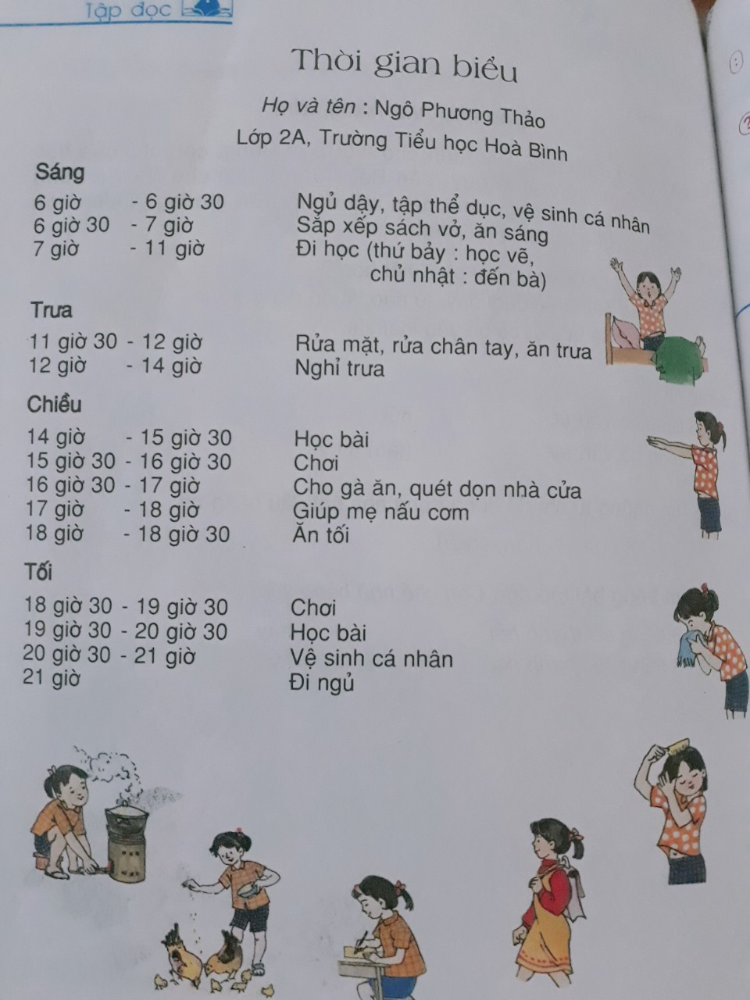 Tập đọc
Thời gian biểu
Họ và tên : Ngô Phương Thảo
Lớp 2A, Trường Tiểu học Hoà Bình
Sáng
6 giờ - 6 giờ 30 Ngủ dậy, tập thể dục, vệ sinh cá nhân
6 giờ 30 - 7 giờ Sắp xếp sách vở, ăn sáng
7 giờ - 11 giờ Đi học (thứ bảy : học vẽ,
chủ nhật : đến bà)
Trưa
11 giờ 30 - 12 giờ Rửa mặt, rửa chân tay, ăn trưa
12 giờ - 14 giờ Nghỉ trưa
Chiều
14 giờ - 15 giờ 30 Học bài
15 giờ 30 - 16 giờ 30 Chơi
16 giờ 30 - 17 giờ Cho gà ăn, quét dọn nhà cửa
17 giờ - 18 giờ Giúp mẹ nấu cơm
18 giờ - 18 giờ 30 Ăn tối
Tối
18 giờ 30 - 19 giờ 30 Chơi
19 giờ 30 - 20 giờ 30 Học bài
20 giờ 30 - 21 giờ Vệ sinh cá nhân
21 giờ Đi ngủ